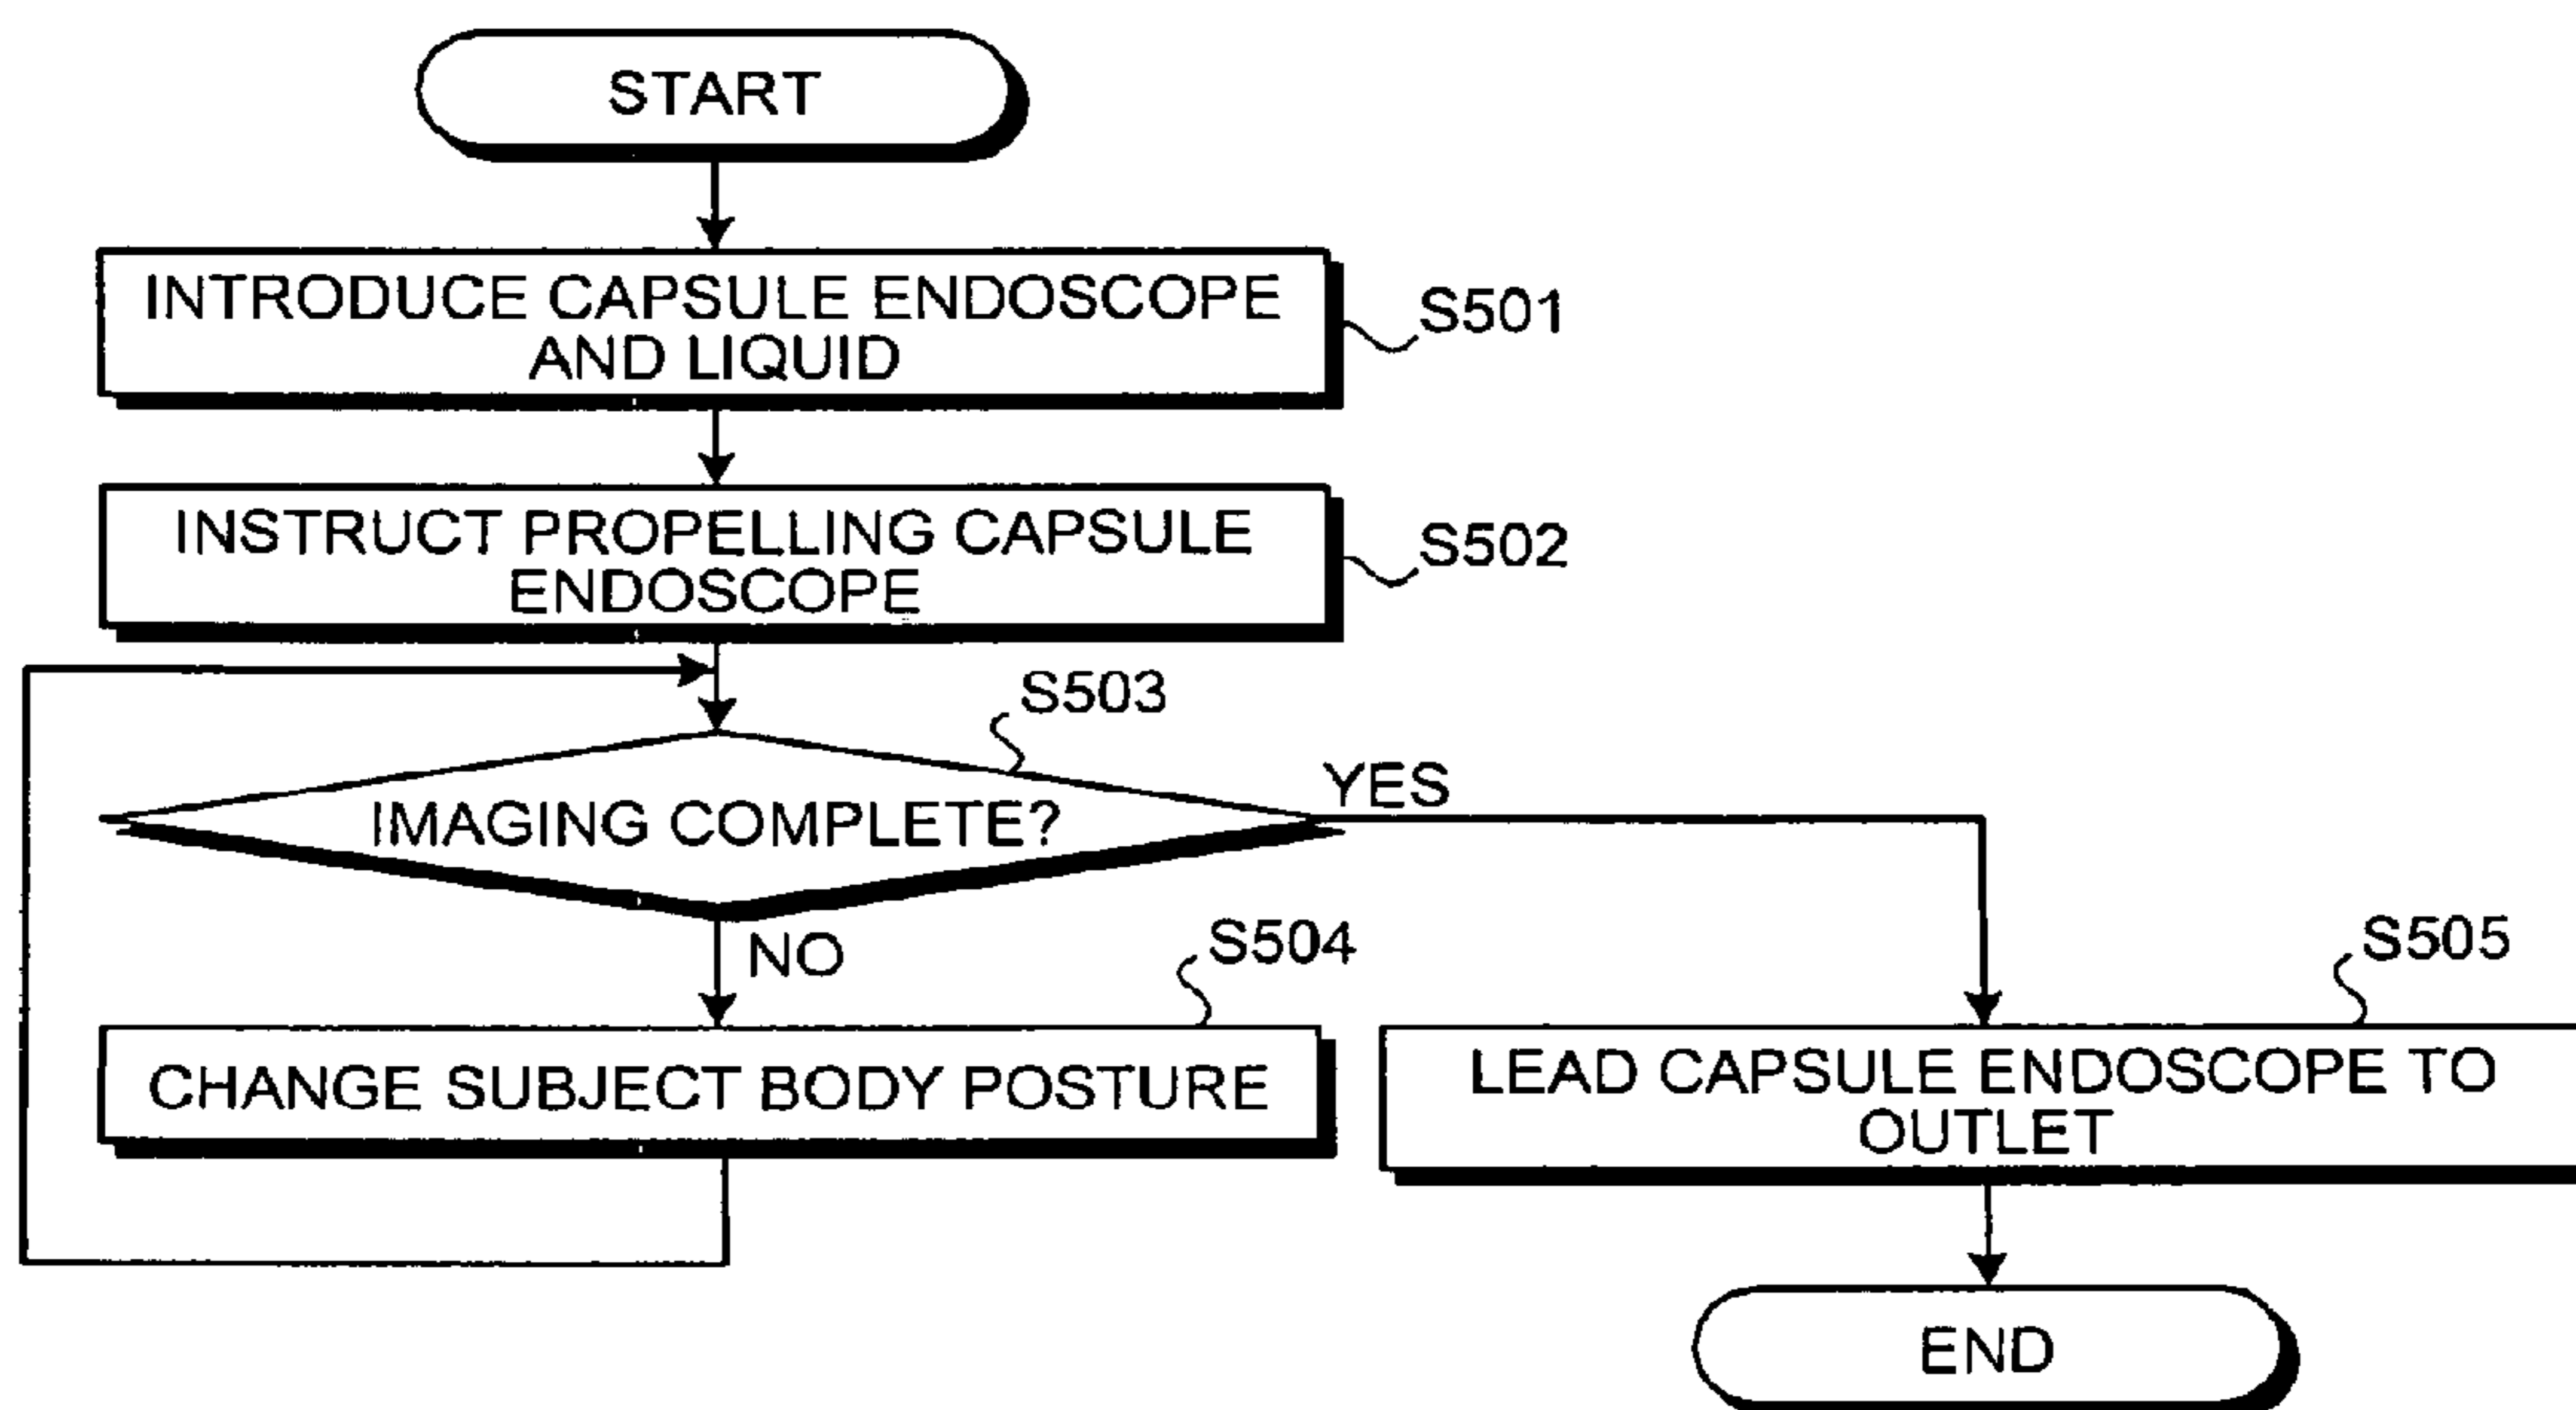 START
INTRODUCE CAPSULE ENDOSCOPE
AND LIQUID
S501
INSTRUCT PROPELLING CAPSULE
ENDOSCOPE
S502
S503
IMAGING COMPLETE?
YES
NO
S504
CHANGE SUBJECT BODY POSTURE
S505
LEAD CAPSULE ENDOSCOPE TO
OUTLET
END